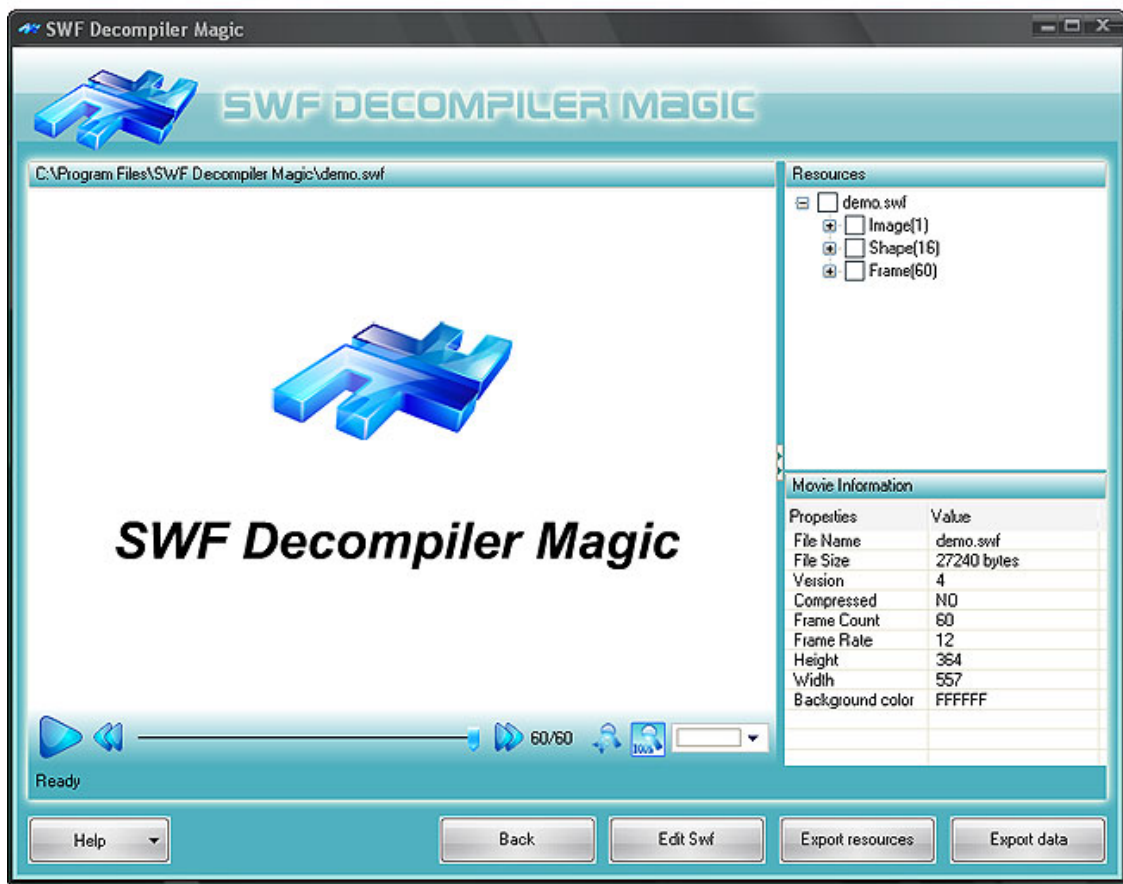 SWF Decompiler Magic
SWF DECOMPILER MAGIC
C:\Program Files\SWF Decompiler Magic\demo.swf
SWF Decompiler Magic
60/60
100%
Ready
Resources
demo.swf
Image(1)
Shape(16)
Frame(60)
Movie Information
Properties Value
File Name demo.swf
File Size 27240 bytes
Version 4
Compressed NO
Frame Count 60
Frame Rate 12
Height 364
Width 557
Background color FFFFFF
Help
Back
Edit Swf
Export resources
Export data